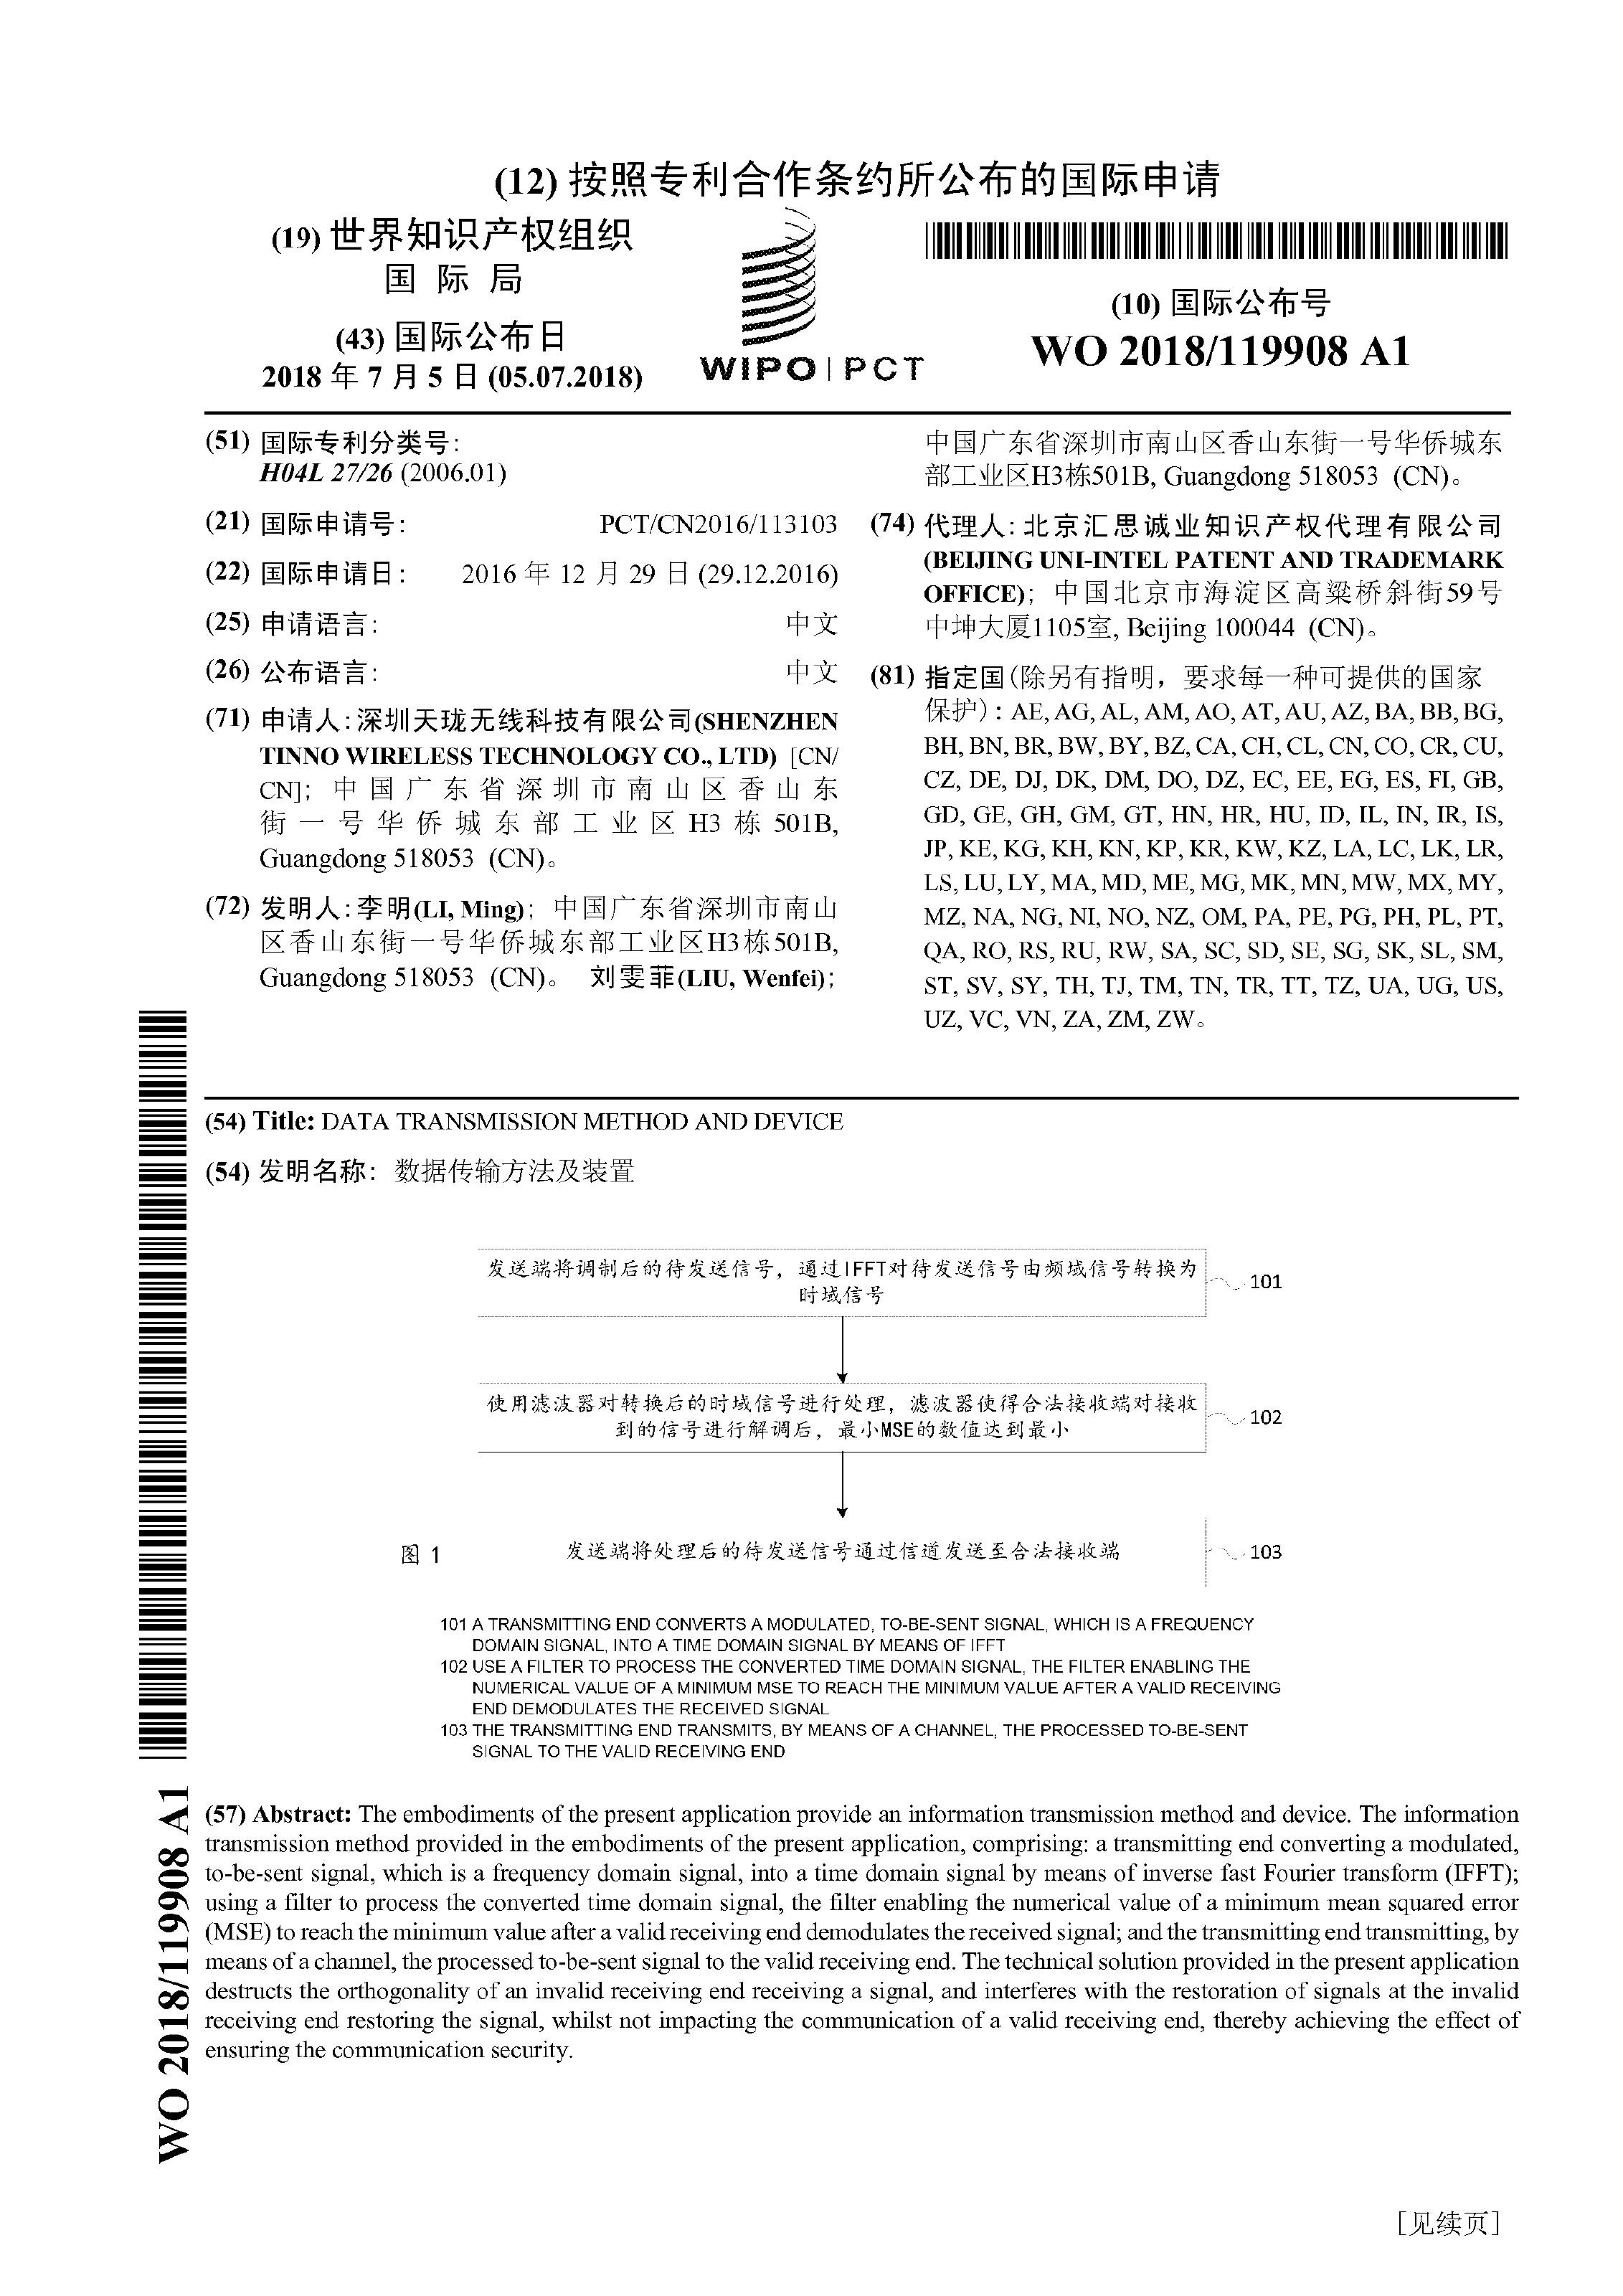 (12) 按照专利合作条约所公布的国际申请
(19) 世界知识产权组织
国 际 局
(43) 国际公布日
2018 年 7 月 5 日 (05.07.2018)
WIPO | PCT
(10) 国际公布号
WO 2018/119908 A1
(51) 国际专利分类号:
H04L 27/26 (2006.01)
(21) 国际申请号: PCT/CN2016/113103
(22) 国际申请日: 2016 年 12 月 29 日 (29.12.2016)
(25) 申请语言: 中文
(26) 公布语言: 中文
(71) 申请人:深圳天珑无线科技有限公司(SHENZHEN
TINNO WIRELESS TECHNOLOGY CO., LTD) [CN/
CN]; 中国广东省深圳市南山区香山东
街一号华侨城东部工业区H3栋501B,
Guangdong 518053 (CN)。
(72) 发明人:李明(LI, Ming); 中国广东省深圳市南山
区香山东街一号华侨城东部工业区H3栋501B,
Guangdong 518053 (CN)。 刘雯菲(LIU, Wenfei);
中国广东省深圳市南山区香山东街一号华侨城东
部工业区H3栋501B, Guangdong 518053 (CN)。
(74) 代理人:北京汇思诚业知识产权代理有限公司
(BEIJING UNI-INTEL PATENT AND TRADEMARK
OFFICE); 中国北京市海淀区高粱桥斜街59号
中坤大厦1105室, Beijing 100044 (CN)。
(81) 指定国(除另有指明, 要求每一种可提供的国家
保护): AE, AG, AL, AM, AO, AT, AU, AZ, BA, BB, BG,
BH, BN, BR, BW, BY, BZ, CA, CH, CL, CN, CO, CR, CU,
CZ, DE, DJ, DK, DM, DO, DZ, EC, EE, EG, ES, FI, GB,
GD, GE, GH, GM, GT, HN, HR, HU, ID, IL, IN, IR, IS,
JP, KE, KG, KH, KN, KP, KR, KW, KZ, LA, LC, LK, LR,
LS, LU, LY, MA, MD, ME, MG, MK, MN, MW, MX, MY,
MZ, NA, NG, NI, NO, NZ, OM, PA, PE, PG, PH, PL, PT,
QA, RO, RS, RU, RW, SA, SC, SD, SE, SG, SK, SL, SM,
ST, SV, SY, TH, TJ, TM, TN, TR, TT, TZ, UA, UG, US,
UZ, VC, VN, ZA, ZM, ZW。
(54) Title: DATA TRANSMISSION METHOD AND DEVICE
(54) 发明名称: 数据传输方法及装置
发送端将调制后的待发送信号, 通过IFFT对待发送信号由频域信号转换为
时域信号
101
使用滤波器对转换后的时域信号进行处理, 滤波器使得合法接收端对接收
到的信号进行解调后, 最小MSE的数值达到最小
102
发送端将处理后的待发送信号通过信道发送至合法接收端
103
图 1
101 A TRANSMITTING END CONVERTS A MODULATED, TO-BE-SENT SIGNAL, WHICH IS A FREQUENCY
DOMAIN SIGNAL, INTO A TIME DOMAIN SIGNAL BY MEANS OF IFFT
102 USE A FILTER TO PROCESS THE CONVERTED TIME DOMAIN SIGNAL, THE FILTER ENABLING THE
NUMERICAL VALUE OF A MINIMUM MSE TO REACH THE MINIMUM VALUE AFTER A VALID RECEIVING
END DEMODULATES THE RECEIVED SIGNAL
103 THE TRANSMITTING END TRANSMITS, BY MEANS OF A CHANNEL, THE PROCESSED TO-BE-SENT
SIGNAL TO THE VALID RECEIVING END
(57) Abstract: The embodiments of the present application provide an information transmission method and device. The information
transmission method provided in the embodiments of the present application, comprising: a transmitting end converting a modulated,
to-be-sent signal, which is a frequency domain signal, into a time domain signal by means of inverse fast Fourier transform (IFFT);
using a filter to process the converted time domain signal, the filter enabling the numerical value of a minimum mean squared error
(MSE) to reach the minimum value after a valid receiving end demodulates the received signal; and the transmitting end transmitting, by
means of a channel, the processed to-be-sent signal to the valid receiving end. The technical solution provided in the present application
destructs the orthogonality of an invalid receiving end receiving a signal, and interferes with the restoration of signals at the invalid
receiving end restoring the signal, whilst not impacting the communication of a valid receiving end, thereby achieving the effect of
ensuring the communication security.
WO 2018/119908 A1
[见续页]